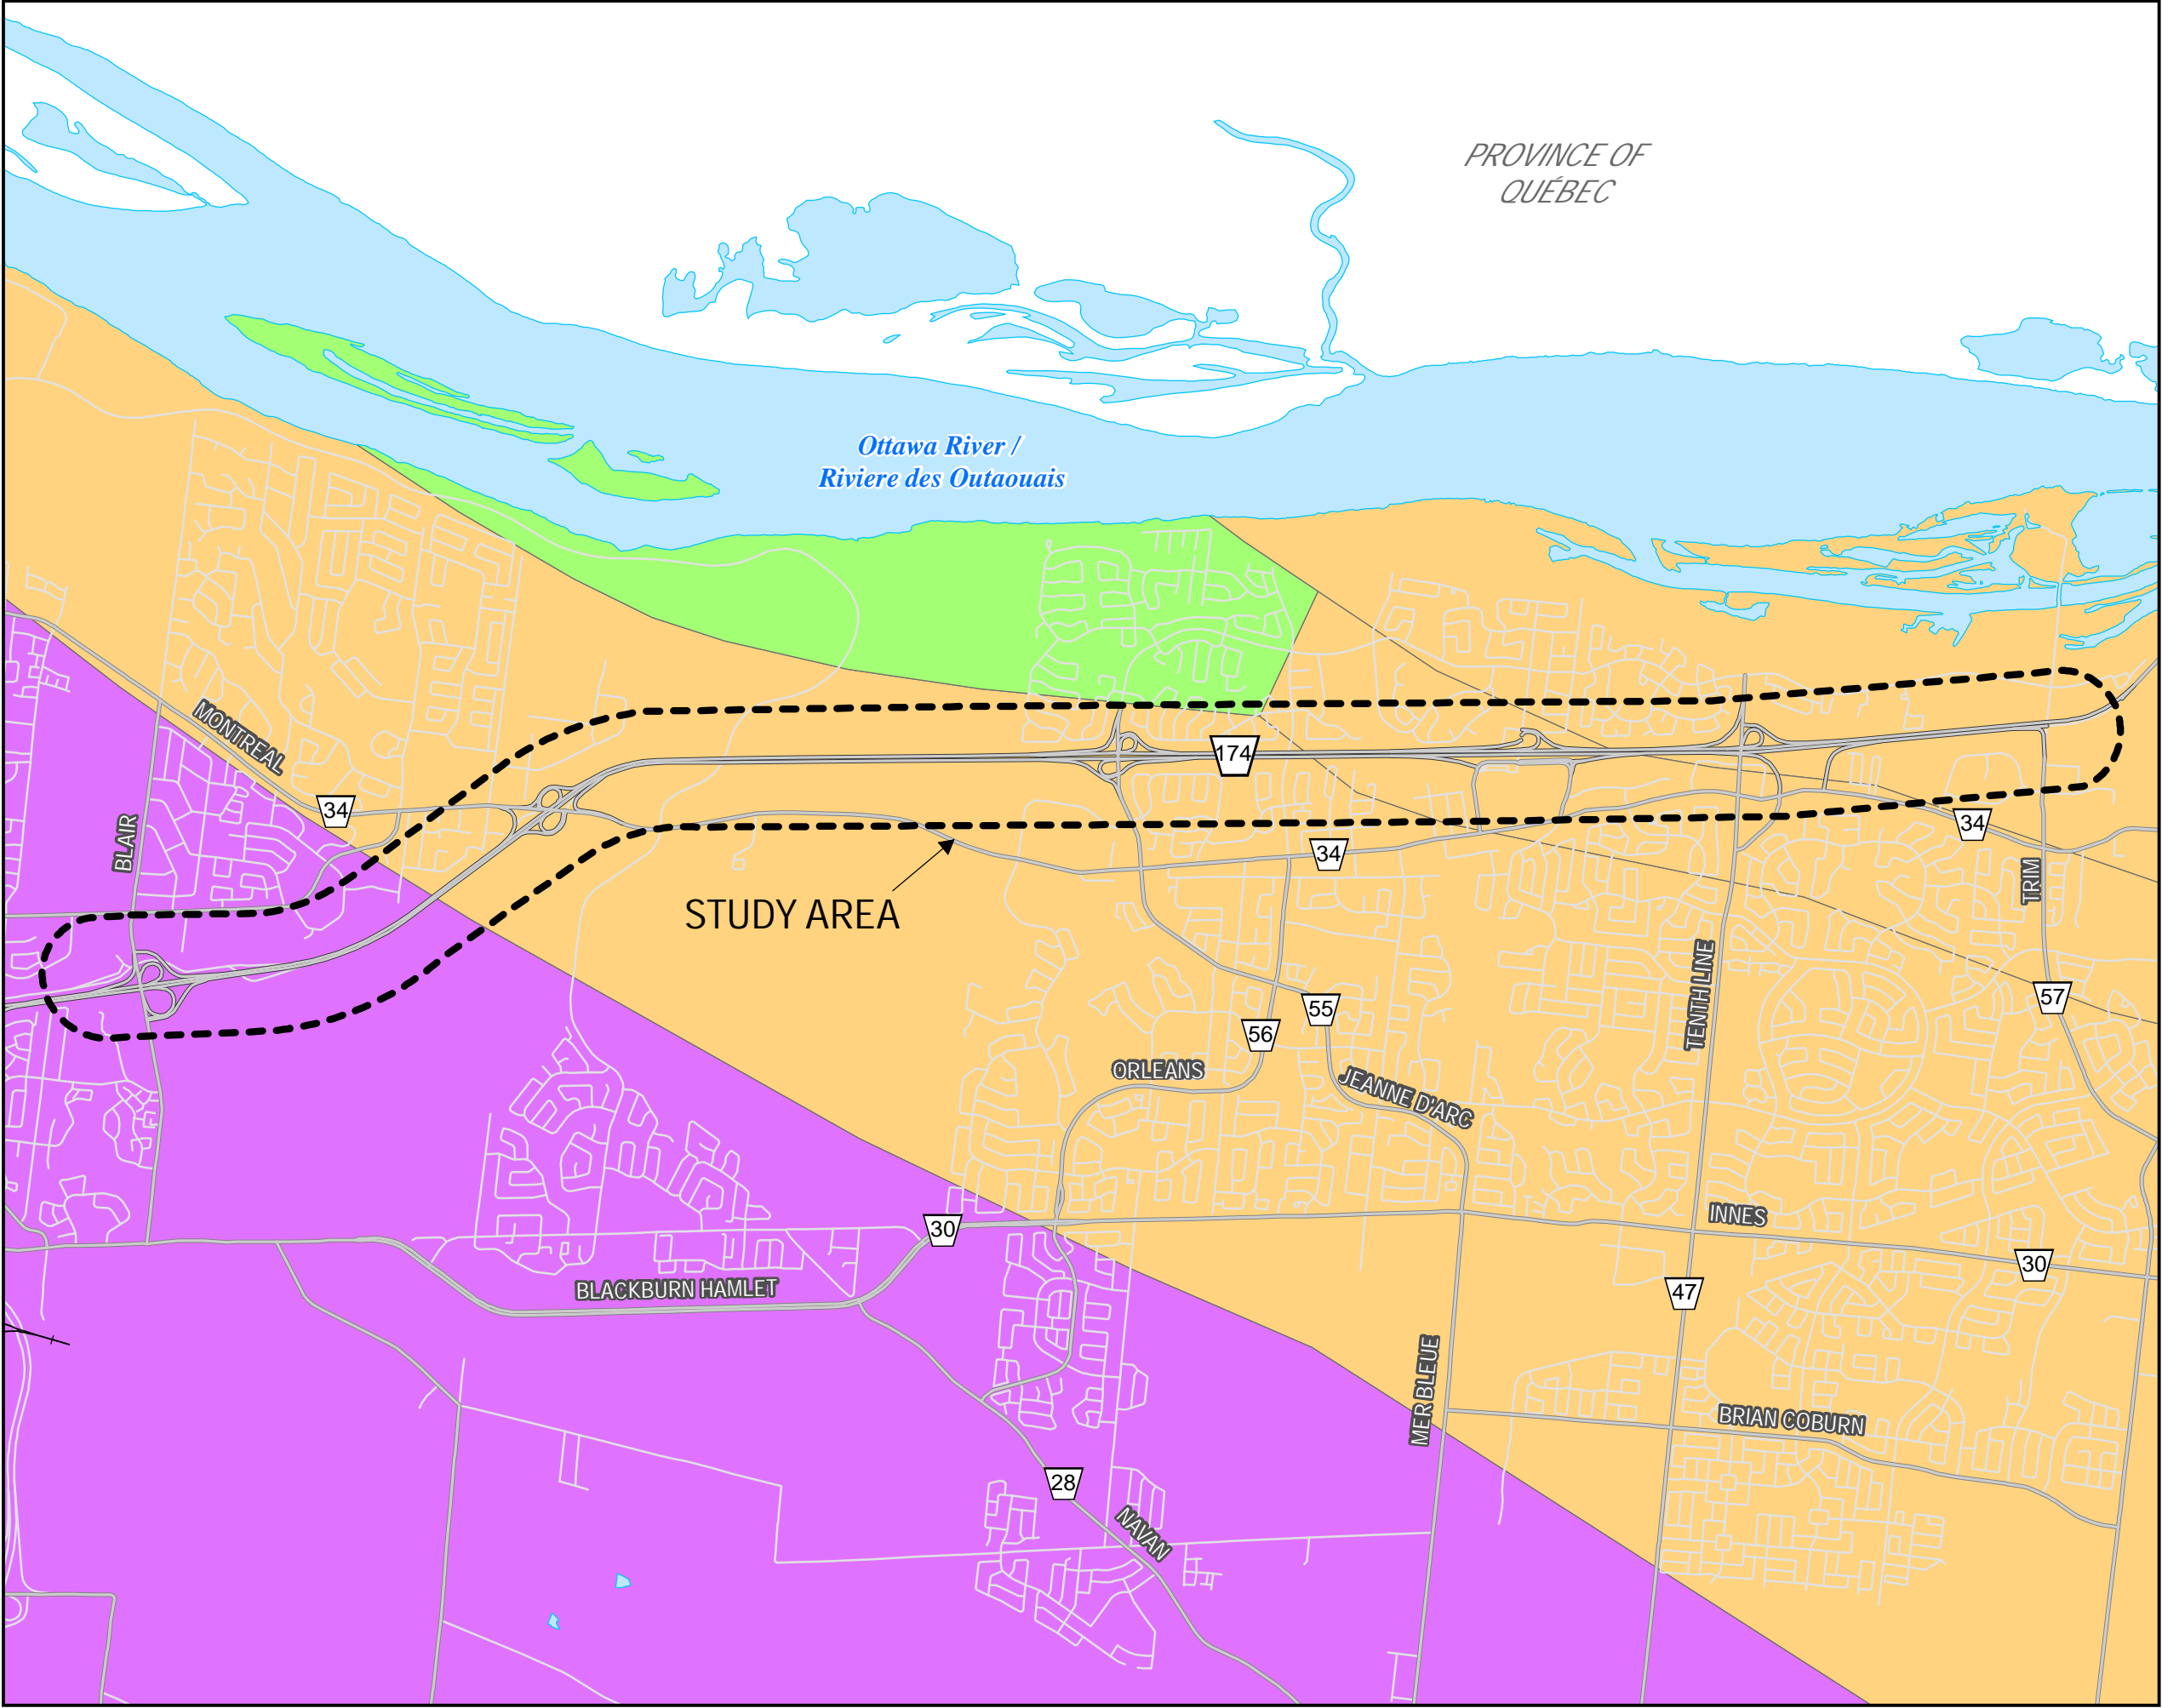 PROVINCE OF
QUÉBEC
Ottawa River /
Riviere des Outaouais
MONTREAL
174
34
34
BLAIR
34
TRIM
STUDY AREA
TENTH LINE
57
55
56
ORLEANS
JEANNE D'ARC
INNES
30
30
BLACKBURN HAMLET
47
MER BLEUE
BRIAN COBURN
28
NAVAN